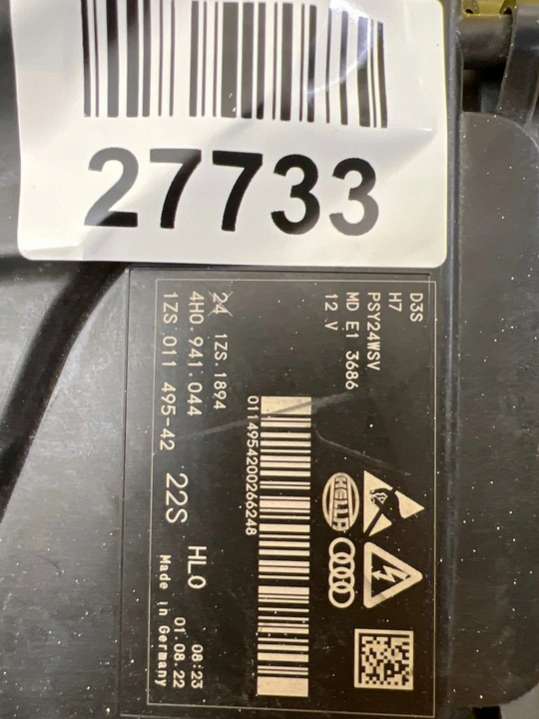 27733
D3S
H7
PSY24WSV
MD E1 3686
12 V
24 1ZS.1894
4H0.941.044
1ZS.011 495-42
0114954200266248
HELLA
22S
HL0
01.08.22 08:23
Made in Germany